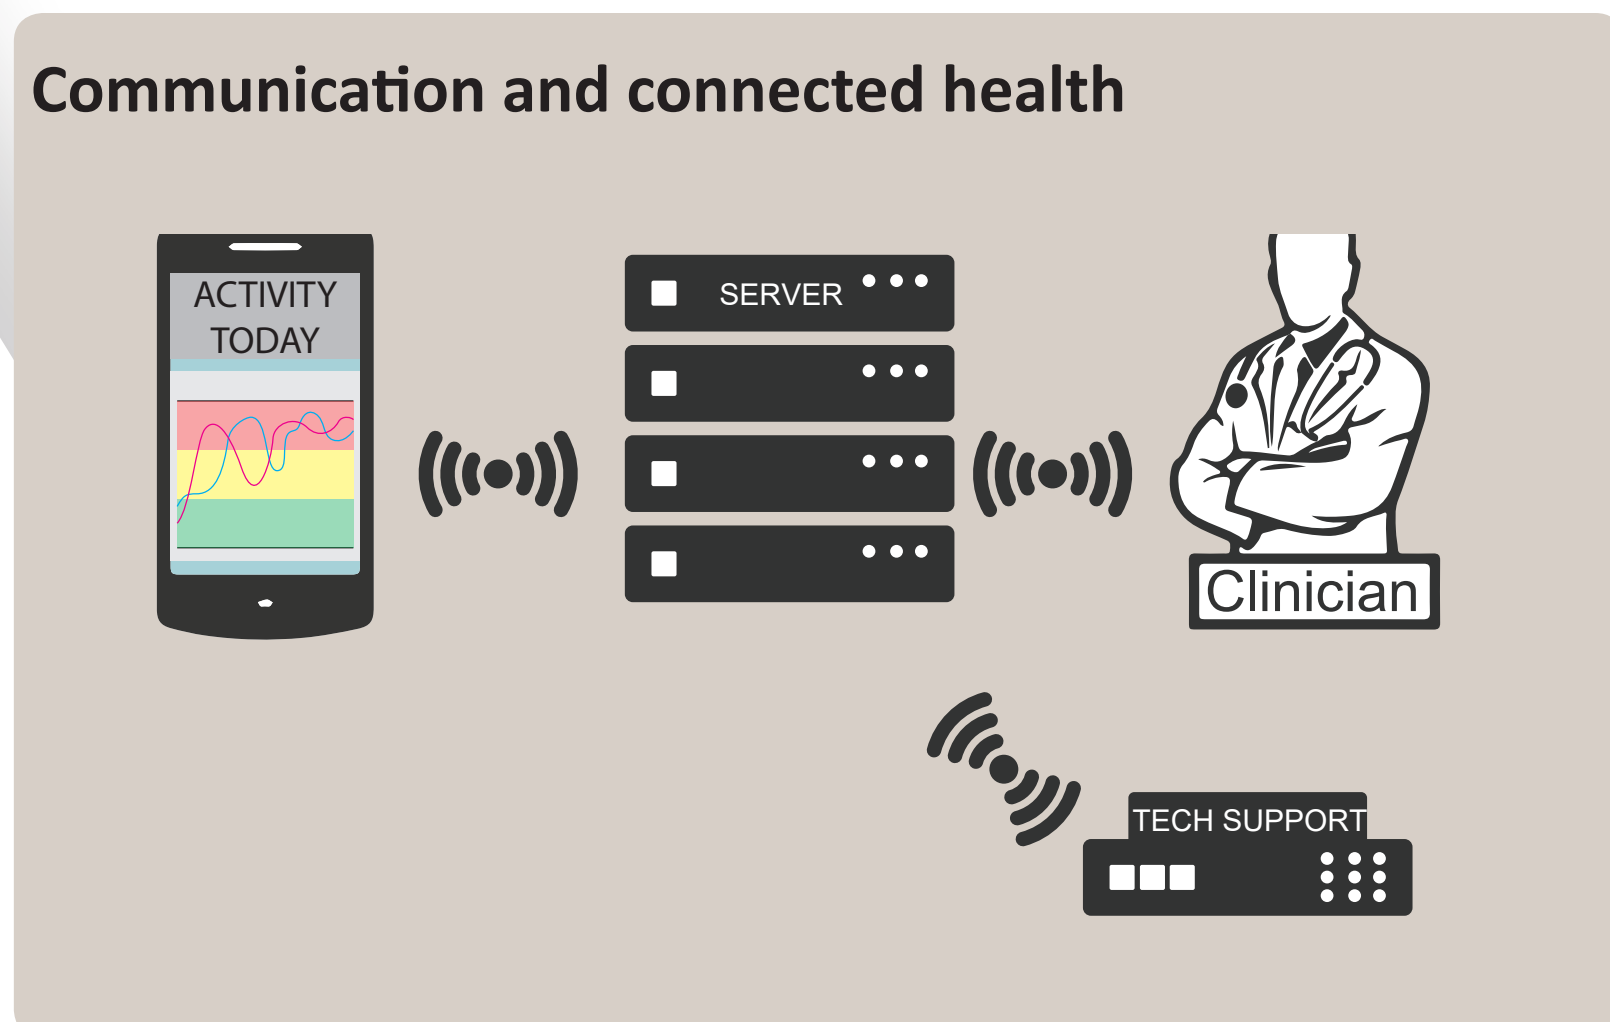 Communication and connected health
ACTIVITY
TODAY
SERVER
Clinician
TECH SUPPORT